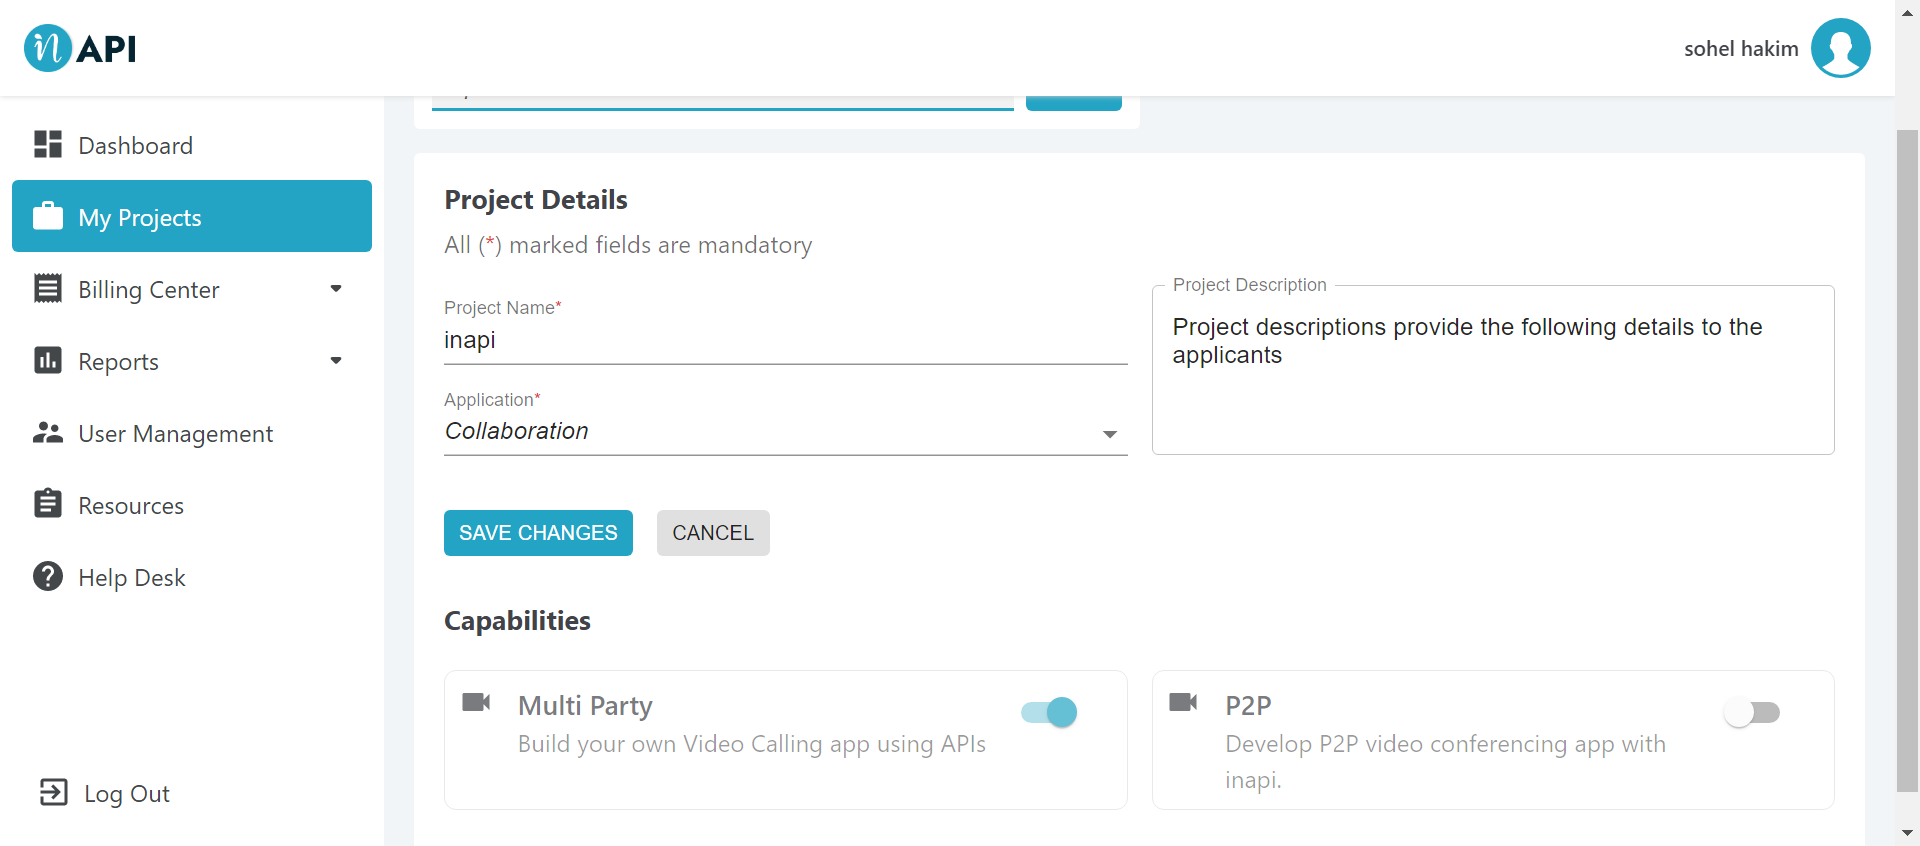 in API
sohel hakim
Dashboard
My Projects
Billing Center
Reports
User Management
Resources
Help Desk
Log Out
Project Details
All (*) marked fields are mandatory
Project Name*
inapi
Application*
Collaboration
Project Description
Project descriptions provide the following details to the
applicants
SAVE CHANGES
CANCEL
Capabilities
Multi Party
Build your own Video Calling app using APIs
P2P
Develop P2P video conferencing app with
inapi.